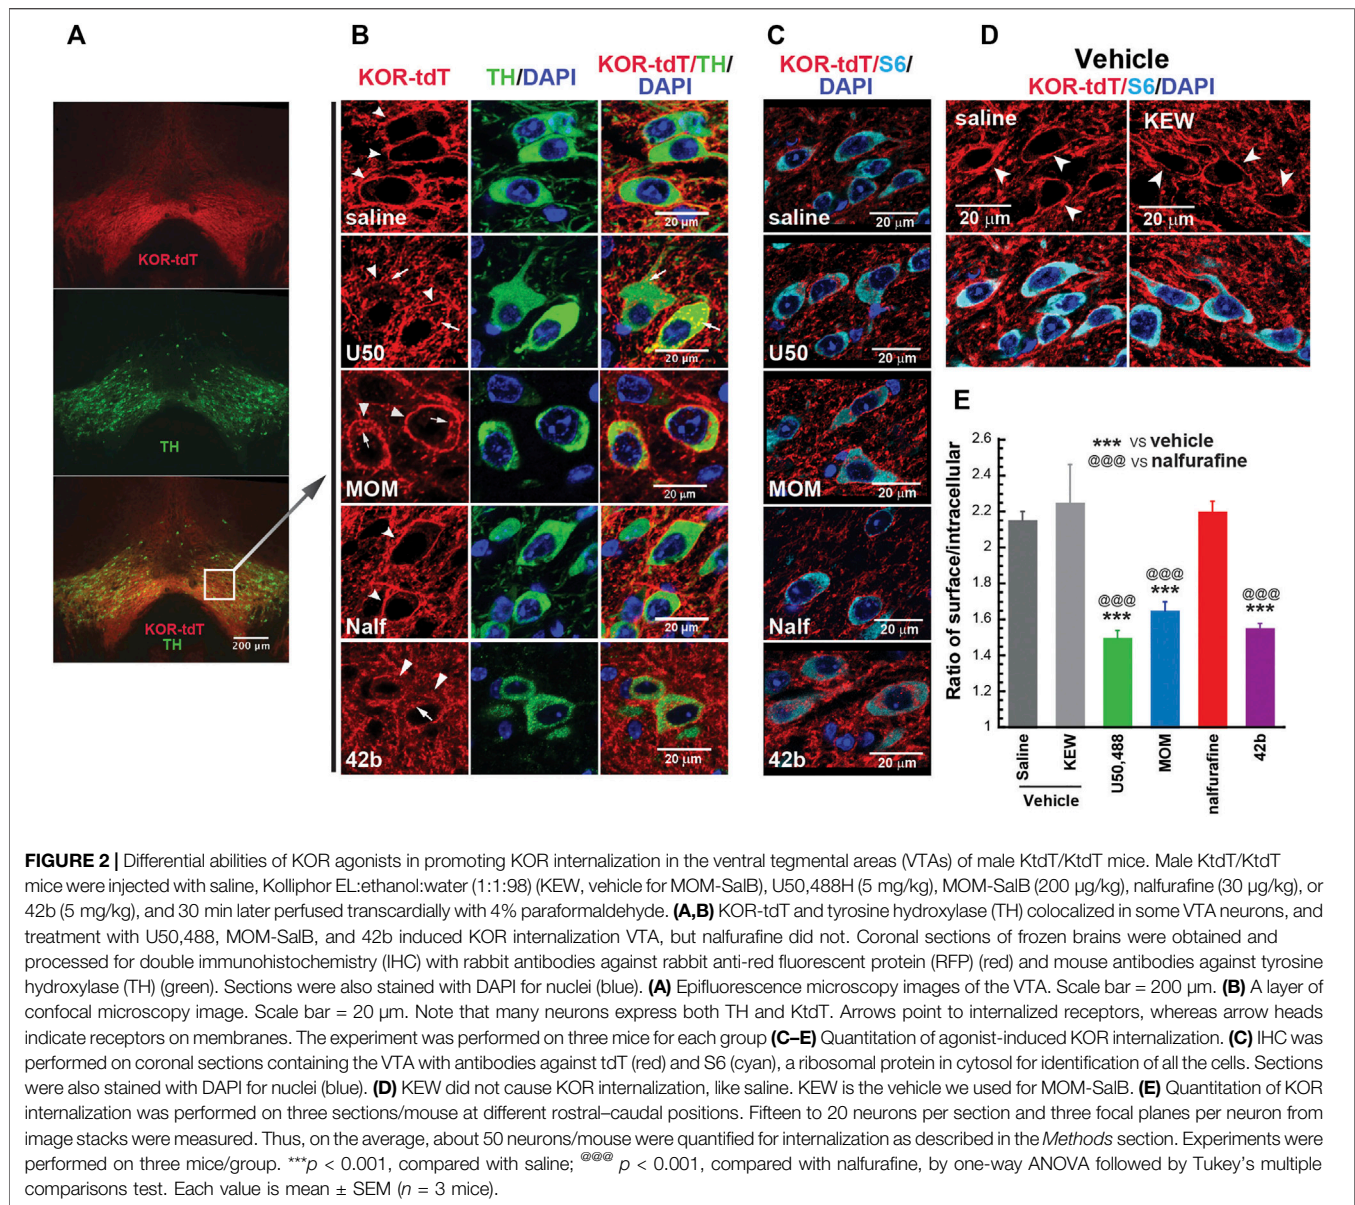 A
KOR-tdT
TH
KOR-tdT
TH
200 μm
B
KOR-tdT
TH/DAPI
KOR-tdT/TH/
DAPI
saline
20 μm
U50
20 μm
MOM
20 μm
Nalf
20 μm
42b
20 μm
C
KOR-tdT/S6/
DAPI
saline
20 μm
U50
20 μm
MOM
20 μm
Nalf
20 μm
42b
20 μm
D
Vehicle
KOR-tdT/S6/DAPI
saline
KEW
20 μm
20 μm
E
*** vs vehicle
@@@ vs nalfurafine
Ratio of surface/intracellular
2.6
2.4
2.2
2
1.8
1.6
1.4
1.2
1
@@@
***
@@@
***
@@@
***
Saline
KEW
U50,488
MOM
nalfurafine
42b
Vehicle
FIGURE 2 | Differential abilities of KOR agonists in promoting KOR internalization in the ventral tegmental areas (VTAs) of male KtdT/KtdT mice. Male KtdT/KtdT
mice were injected with saline, Kolliphor EL:ethanol:water (1:1:98) (KEW, vehicle for MOM-SalB), U50,488H (5 mg/kg), MOM-SalB (200 μg/kg), nalfurafine (30 μg/kg), or
42b (5 mg/kg), and 30 min later perfused transcardially with 4% paraformaldehyde. (A,B) KOR-tdT and tyrosine hydroxylase (TH) colocalized in some VTA neurons, and
treatment with U50,488, MOM-SalB, and 42b induced KOR internalization VTA, but nalfurafine did not. Coronal sections of frozen brains were obtained and
processed for double immunohistochemistry (IHC) with rabbit antibodies against rabbit anti-red fluorescent protein (RFP) (red) and mouse antibodies against tyrosine
hydroxylase (TH) (green). Sections were also stained with DAPI for nuclei (blue). (A) Epifluorescence microscopy images of the VTA. Scale bar = 200 μm. (B) A layer of
confocal microscopy image. Scale bar = 20 μm. Note that many neurons express both TH and KtdT. Arrows point to internalized receptors, whereas arrow heads
indicate receptors on membranes. The experiment was performed on three mice for each group (C–E) Quantitation of agonist-induced KOR internalization. (C) IHC was
performed on coronal sections containing the VTA with antibodies against tdT (red) and S6 (cyan), a ribosomal protein in cytosol for identification of all the cells. Sections
were also stained with DAPI for nuclei (blue). (D) KEW did not cause KOR internalization, like saline. KEW is the vehicle we used for MOM-SalB. (E) Quantitation of KOR
internalization was performed on three sections/mouse at different rostral–caudal positions. Fifteen to 20 neurons per section and three focal planes per neuron from
image stacks were measured. Thus, on the average, about 50 neurons/mouse were quantified for internalization as described in the Methods section. Experiments were
performed on three mice/group. ***p < 0.001, compared with saline; @@@ p < 0.001, compared with nalfurafine, by one-way ANOVA followed by Tukey's multiple
comparisons test. Each value is mean ± SEM (n = 3 mice).